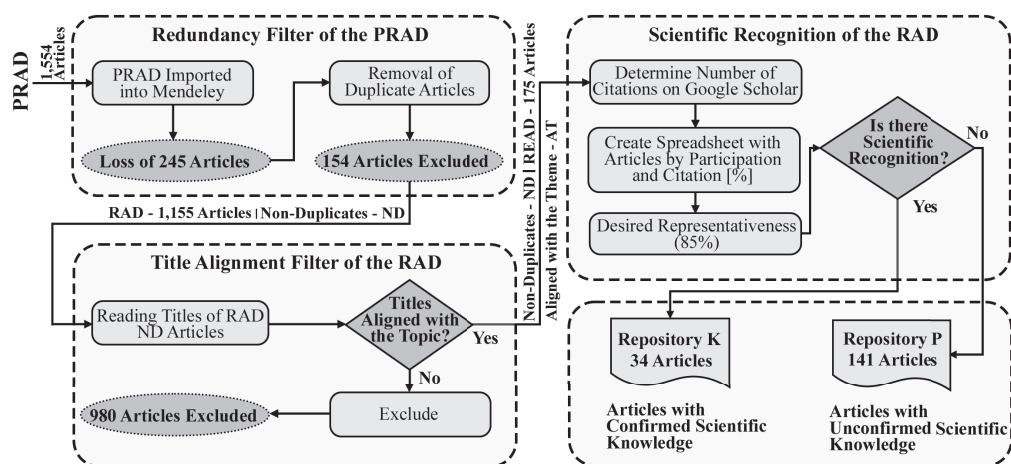 Redundancy Filter of the PRAD
PRAD
1,554
Articles
PRAD Imported
into Mendeley
Removal of
Duplicate Articles
Loss of 245 Articles
154 Articles Excluded
RAD - 1,155 Articles | Non-Duplicates - ND
Title Alignment Filter of the RAD
Reading Titles of RAD
ND Articles
Titles
Aligned with
the Topic?
Yes
No
Exclude
980 Articles Excluded
Non-Duplicates - ND | READ - 175 Articles
Aligned with the Theme - AT
Scientific Recognition of the RAD
Determine Number of
Citations on Google Scholar
Create Spreadsheet with
Articles by Participation
and Citation [%]
Desired Representativeness
(85%)
Is there
Scientific
Recognition?
No
Yes
Repository K
34 Articles
Repository P
141 Articles
Articles with
Confirmed Scientific
Knowledge
Articles with
Unconfirmed Scientific
Knowledge